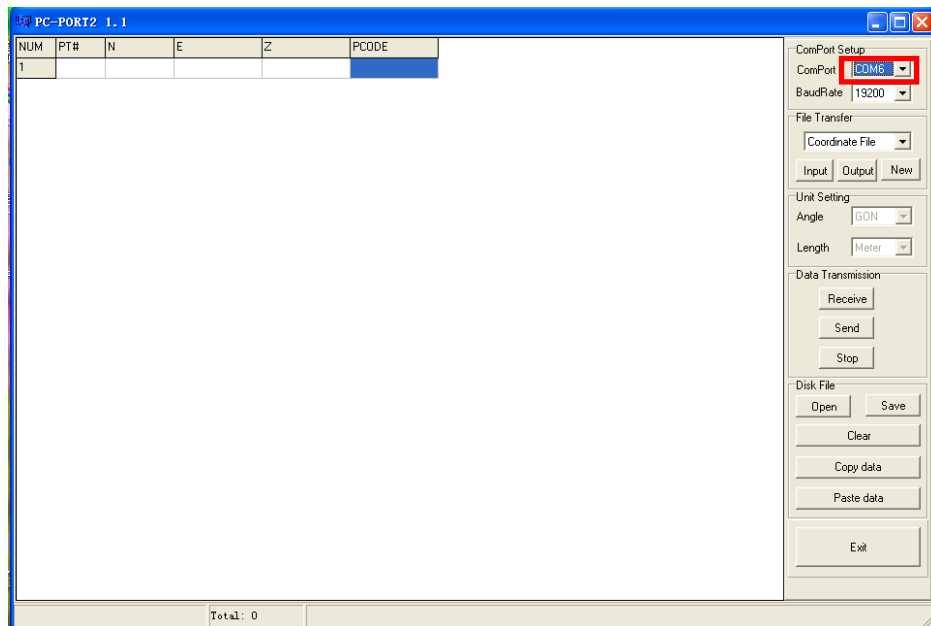 PC-PORT2 1.1
NUM PT# N E Z PCODE
1
ComPort Setup
ComPort COM6
BaudRate 19200
File Transfer
Coordinate File
Input Output New
Unit Setting
Angle GON
Length Meter
Data Transmission
Receive
Send
Stop
Disk File
Open Save
Clear
Copy data
Paste data
Exit
Total: 0